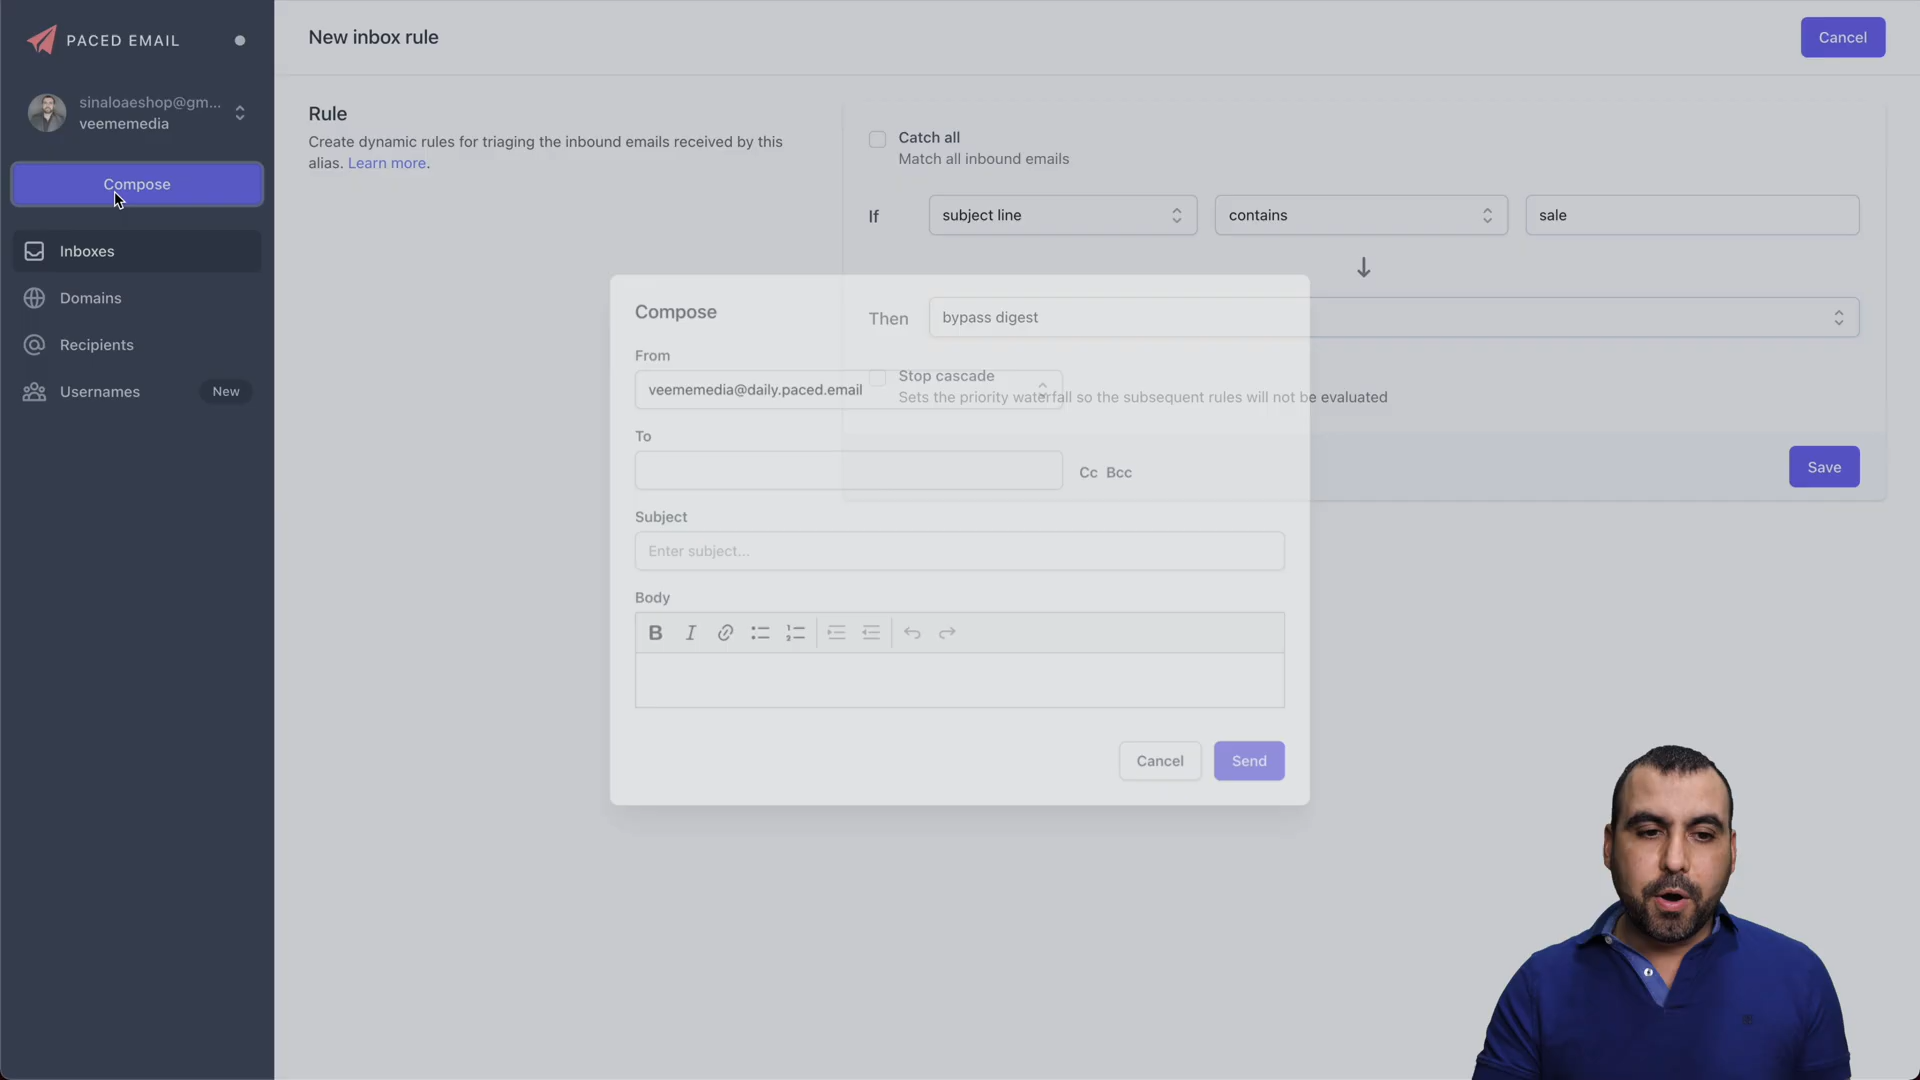 PACED EMAIL
sinaloaeshop@gm...
veememedia
Compose
Inboxes
Domains
Recipients
Usernames
New
New inbox rule
Cancel
Rule
Create dynamic rules for triaging the inbound emails received by this
alias. Learn more.
Catch all
Match all inbound emails
If
subject line
contains
sale
Then
bypass digest
Stop cascade
Sets the priority waterfall so the subsequent rules will not be evaluated
Save
Compose
From
veememedia@daily.paced.email
To
Cc Bcc
Subject
Enter subject...
Body
Cancel
Send